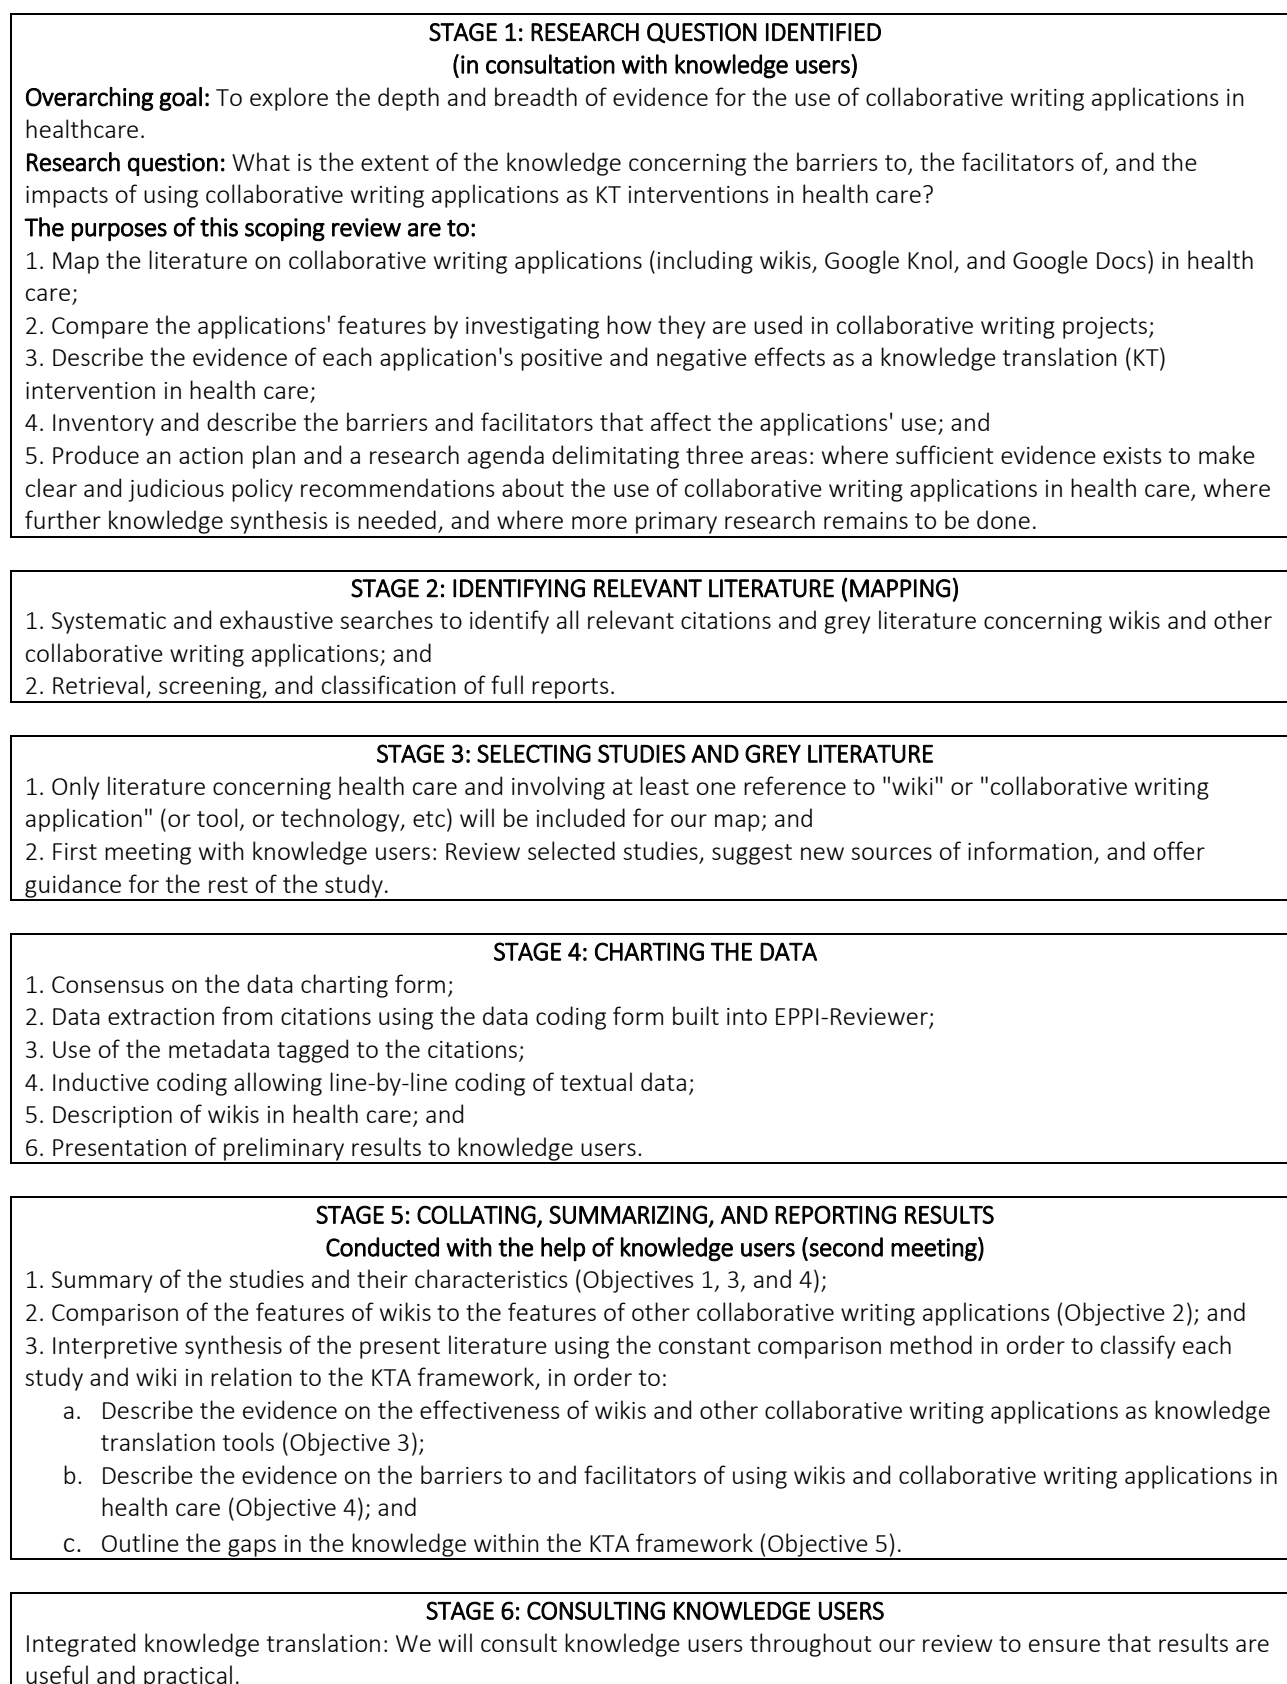 STAGE 1: RESEARCH QUESTION IDENTIFIED
(in consultation with knowledge users)
Overarching goal: To explore the depth and breadth of evidence for the use of collaborative writing applications in
healthcare.
Research question: What is the extent of the knowledge concerning the barriers to, the facilitators of, and the
impacts of using collaborative writing applications as KT interventions in health care?
The purposes of this scoping review are to:
1. Map the literature on collaborative writing applications (including wikis, Google Knol, and Google Docs) in health
care;
2. Compare the applications' features by investigating how they are used in collaborative writing projects;
3. Describe the evidence of each application's positive and negative effects as a knowledge translation (KT)
intervention in health care;
4. Inventory and describe the barriers and facilitators that affect the applications' use; and
5. Produce an action plan and a research agenda delimitating three areas: where sufficient evidence exists to make
clear and judicious policy recommendations about the use of collaborative writing applications in health care, where
further knowledge synthesis is needed, and where more primary research remains to be done.
STAGE 2: IDENTIFYING RELEVANT LITERATURE (MAPPING)
1. Systematic and exhaustive searches to identify all relevant citations and grey literature concerning wikis and other
collaborative writing applications; and
2. Retrieval, screening, and classification of full reports.
STAGE 3: SELECTING STUDIES AND GREY LITERATURE
1. Only literature concerning health care and involving at least one reference to "wiki" or "collaborative writing
application" (or tool, or technology, etc) will be included for our map; and
2. First meeting with knowledge users: Review selected studies, suggest new sources of information, and offer
guidance for the rest of the study.
STAGE 4: CHARTING THE DATA
1. Consensus on the data charting form;
2. Data extraction from citations using the data coding form built into EPPI-Reviewer;
3. Use of the metadata tagged to the citations;
4. Inductive coding allowing line-by-line coding of textual data;
5. Description of wikis in health care; and
6. Presentation of preliminary results to knowledge users.
STAGE 5: COLLATING, SUMMARIZING, AND REPORTING RESULTS
Conducted with the help of knowledge users (second meeting)
1. Summary of the studies and their characteristics (Objectives 1, 3, and 4);
2. Comparison of the features of wikis to the features of other collaborative writing applications (Objective 2); and
3. Interpretive synthesis of the present literature using the constant comparison method in order to classify each
study and wiki in relation to the KTA framework, in order to:
a. Describe the evidence on the effectiveness of wikis and other collaborative writing applications as knowledge
translation tools (Objective 3);
b. Describe the evidence on the barriers to and facilitators of using wikis and collaborative writing applications in
health care (Objective 4); and
c. Outline the gaps in the knowledge within the KTA framework (Objective 5).
STAGE 6: CONSULTING KNOWLEDGE USERS
Integrated knowledge translation: We will consult knowledge users throughout our review to ensure that results are
useful and practical.